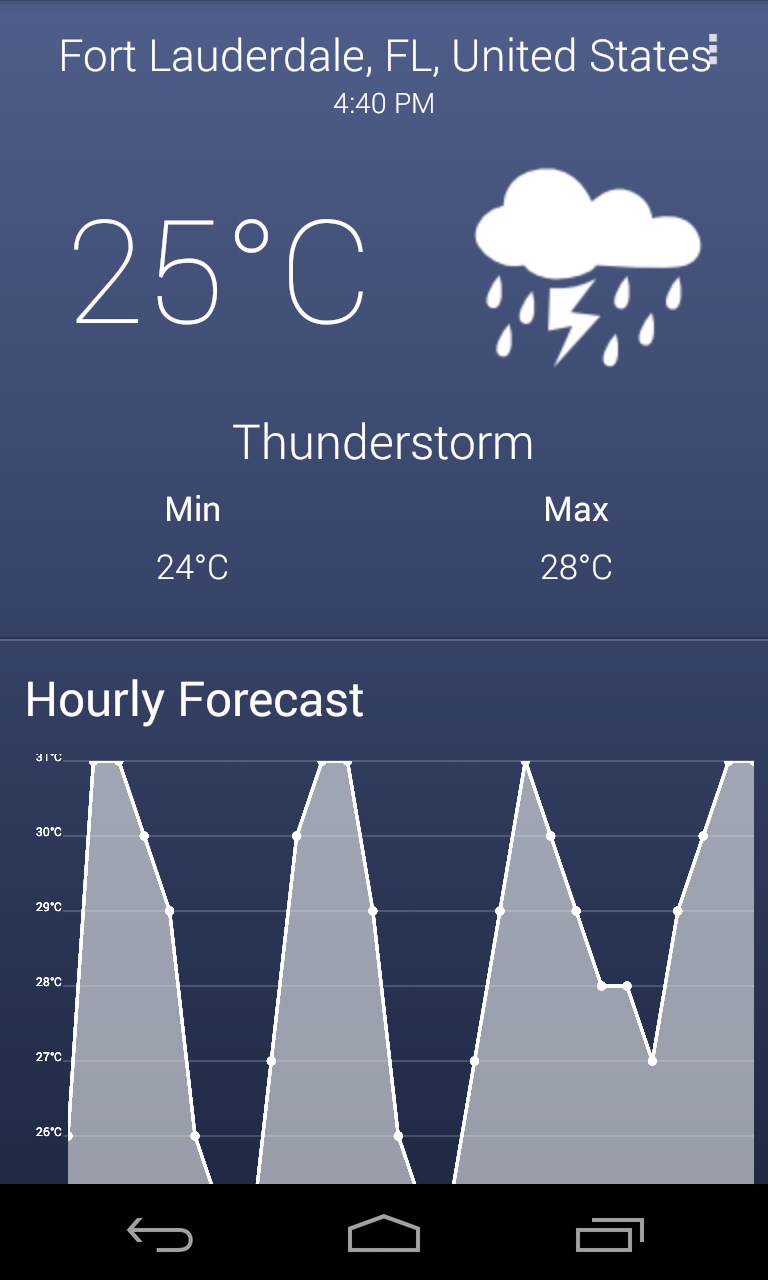 Fort Lauderdale, FL, United States
4:40 PM
25°C
Thunderstorm
Min Max
24°C 28°C
Hourly Forecast
31°C
30°C
29°C
28°C
27°C
26°C